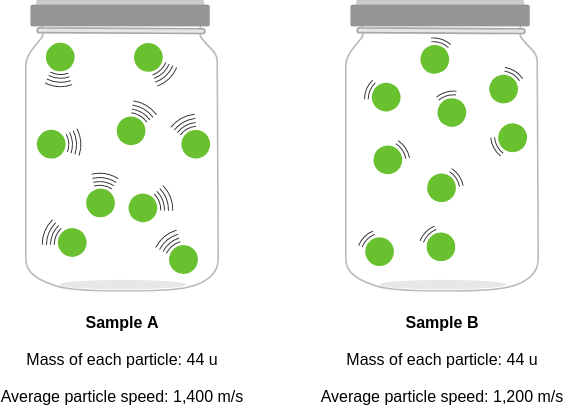 Sample A
Mass of each particle: 44 u
Average particle speed: 1,400 m/s
Sample B
Mass of each particle: 44 u
Average particle speed: 1,200 m/s